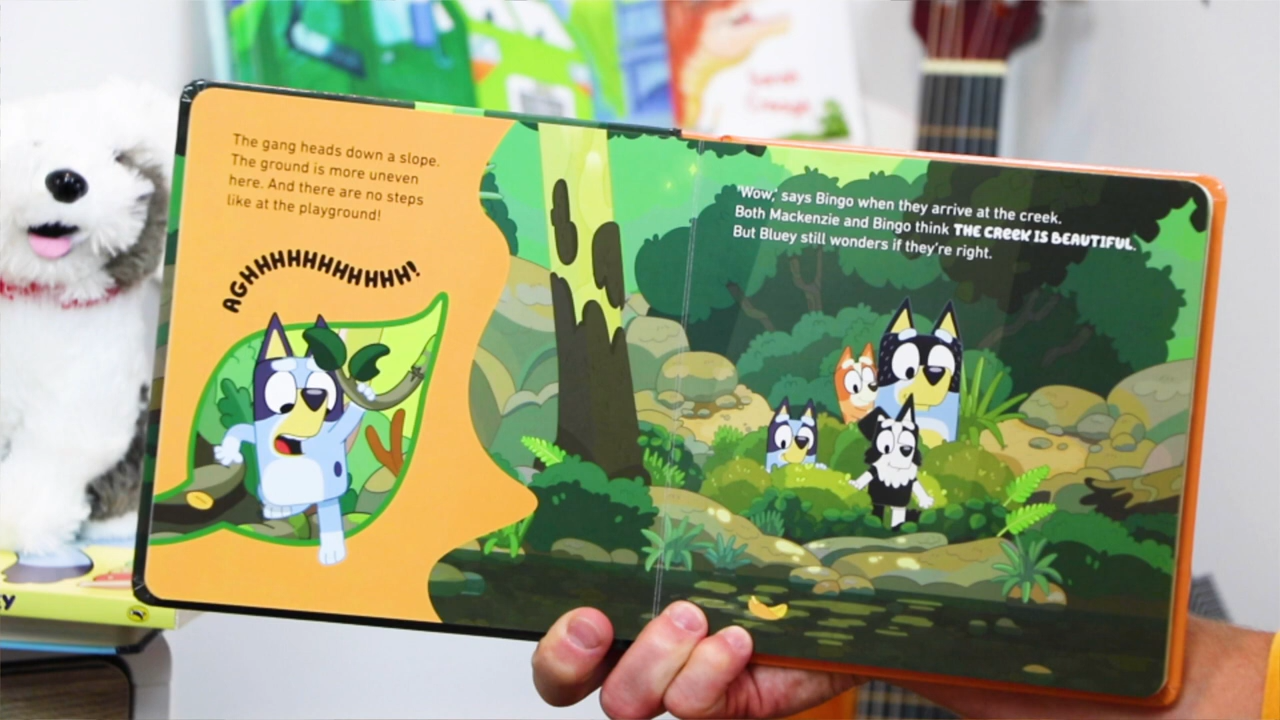 The gang heads down a slope.
The ground is more uneven
here. And there are no steps
like at the playground!
AGHHHHHHHHHHH!
'Wow,' says Bingo when they arrive at the creek.
Both Mackenzie and Bingo think THE CREEK IS BEAUTIFUL.
But Bluey still wonders if they're right.